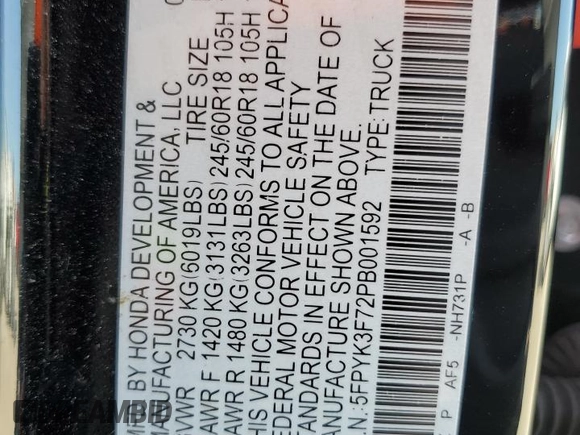 BY HONDA DEVELOPMENT &
MANUFACTURING OF AMERICA, LLC
GVWR 2730 KG(6019LBS) TIRE SIZE
GAWR F 1420 KG(3131LBS) 245/60R18 105H
GAWR R 1480 KG(3263LBS) 245/60R18 105H
THIS VEHICLE CONFORMS TO ALL APPLICA
FEDERAL MOTOR VEHICLE SAFETY
STANDARDS IN EFFECT ON THE DATE OF
MANUFACTURE SHOWN ABOVE.
.N.:5FPYK3F72PB001592 TYPE:TRUCK
P AF5 -NH731P -A -B